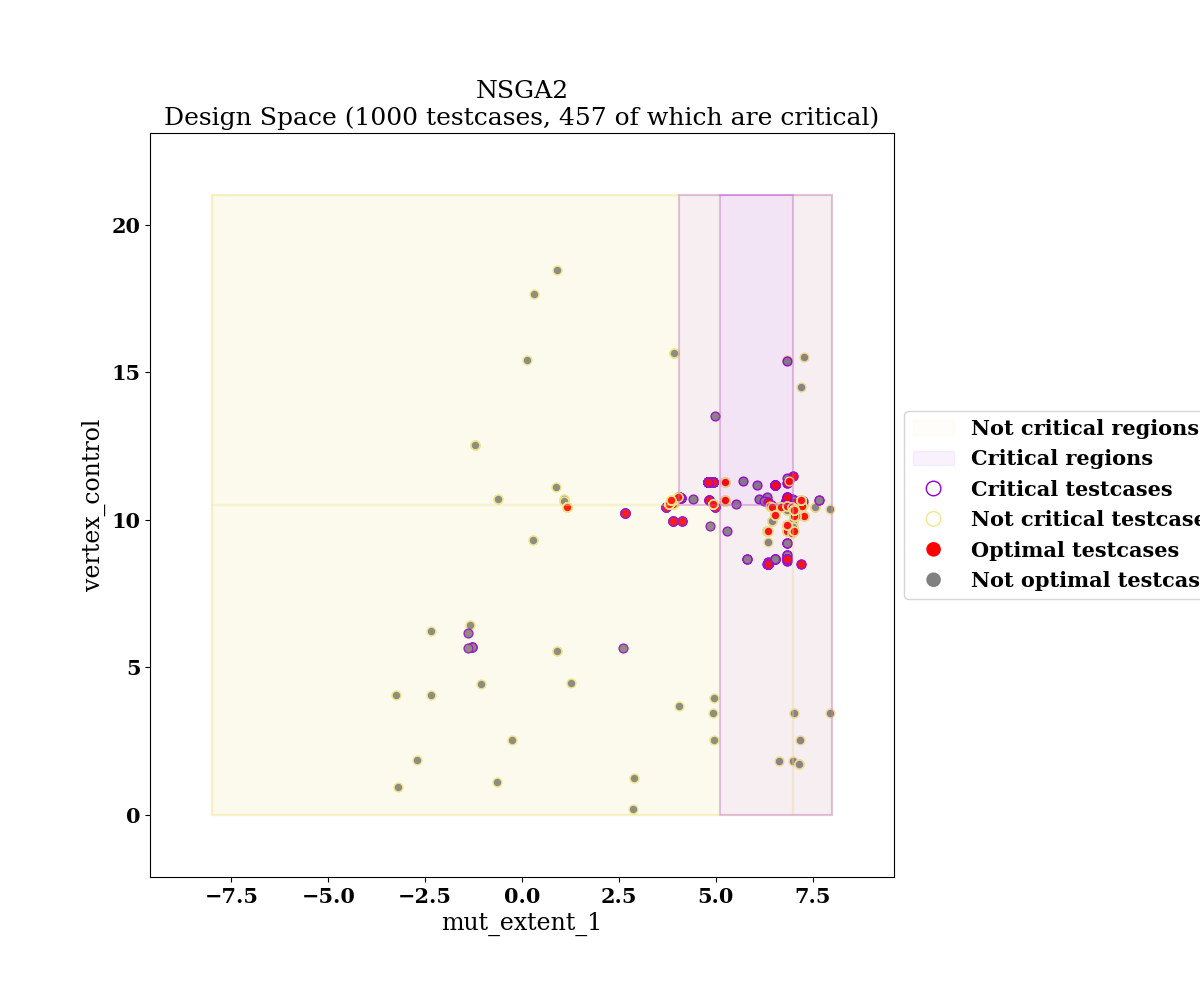 NSGA2
Design Space (1000 testcases, 457 of which are critical)
20
15
10
5
0
vertex_control
−7.5 −5.0 −2.5 0.0 2.5 5.0 7.5
mut_extent_1
Not critical regions
Critical regions
Critical testcases
Not critical testcase
Optimal testcases
Not optimal testcas